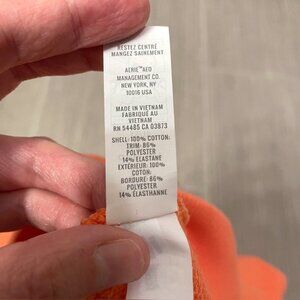 RESTEZ CENTRÉ
MANGEZ SAINEMENT
AERIE™AEO
MANAGEMENT CO.
NEW YORK, NY
10016 USA
MADE IN VIETNAM
FABRIQUÉ AU
VIETNAM
RN 54485 CA 03873
SHELL: 100% COTTON:
TRIM: 86%
POLYESTER
14% ELASTANE
EXTÉRIEUR: 100%
COTON:
BORDURE: 86%
POLYESTER
14% ÉLASTHANNE